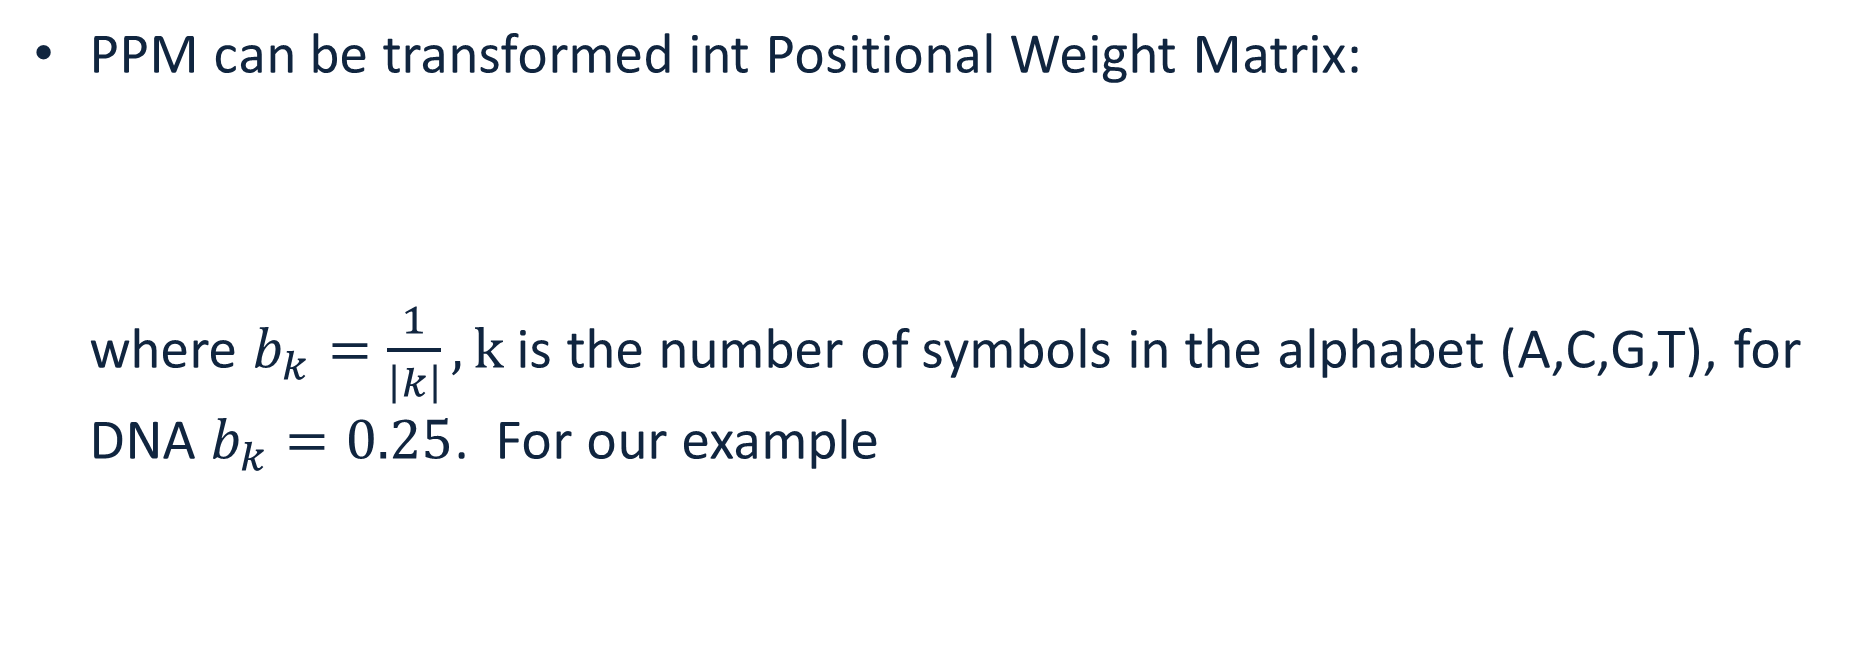 • PPM can be transformed int Positional Weight Matrix:
where $b_k = \frac{1}{|k|}$, k is the number of symbols in the alphabet (A,C,G,T), for
DNA $b_k = 0.25$. For our example